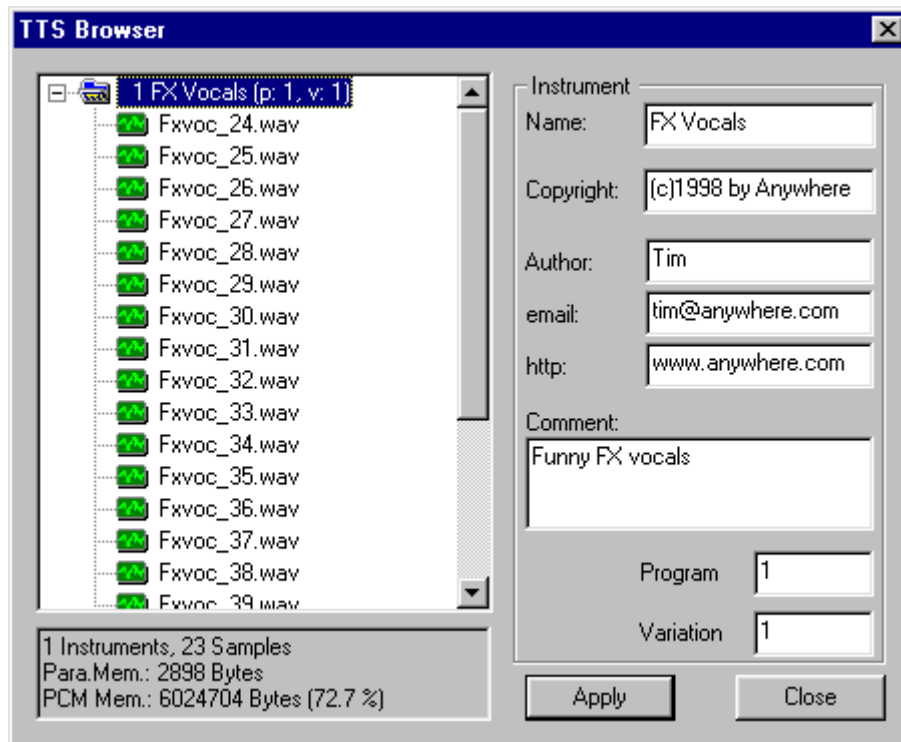 TTS Browser
1 FX Vocals (p: 1, v: 1)
Fxvoc_24.wav
Fxvoc_25.wav
Fxvoc_26.wav
Fxvoc_27.wav
Fxvoc_28.wav
Fxvoc_29.wav
Fxvoc_30.wav
Fxvoc_31.wav
Fxvoc_32.wav
Fxvoc_33.wav
Fxvoc_34.wav
Fxvoc_35.wav
Fxvoc_36.wav
Fxvoc_37.wav
Fxvoc_38.wav
Fxvoc_39.wav
1 Instruments, 23 Samples
Para.Mem.: 2898 Bytes
PCM Mem.: 6024704 Bytes (72.7 %)
Instrument
Name: FX Vocals
Copyright: (c)1998 by Anywhere
Author: Tim
email: tim@anywhere.com
http: www.anywhere.com
Comment:
Funny FX vocals
Program 1
Variation 1
Apply Close